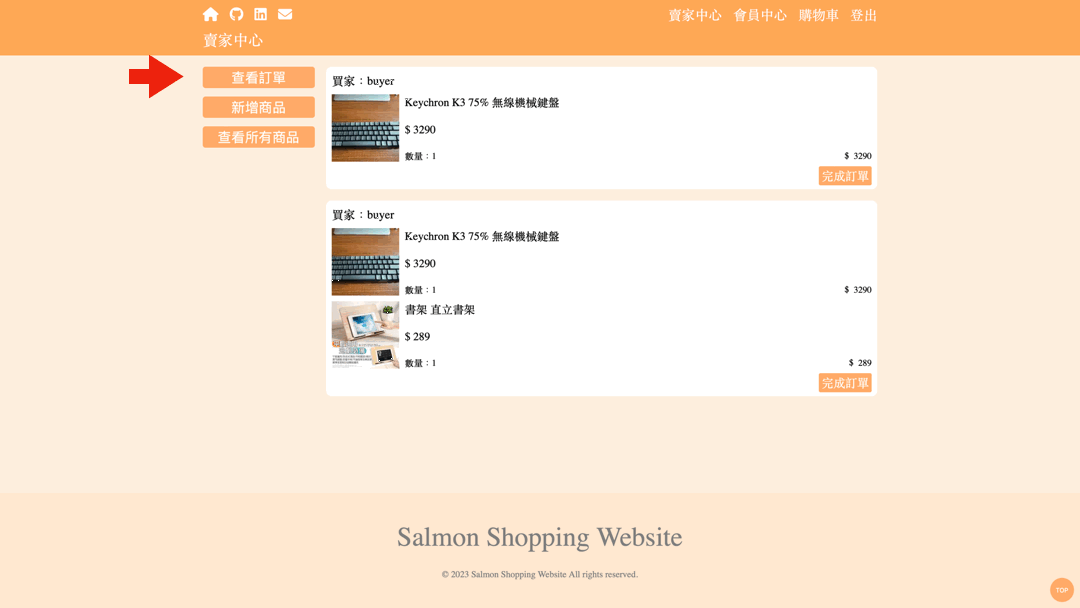 賣家中心 會員中心 購物車 登出
賣家中心
查看訂單
新增商品
查看所有商品
買家：buyer
Keychron K3 75% 無線機械鍵盤
$ 3290
數量：1 $ 3290
完成訂單
買家：buyer
Keychron K3 75% 無線機械鍵盤
$ 3290
數量：1 $ 3290
書架 直立書架
$ 289
數量：1 $ 289
完成訂單
Salmon Shopping Website
© 2023 Salmon Shopping Website All rights reserved.
TOP